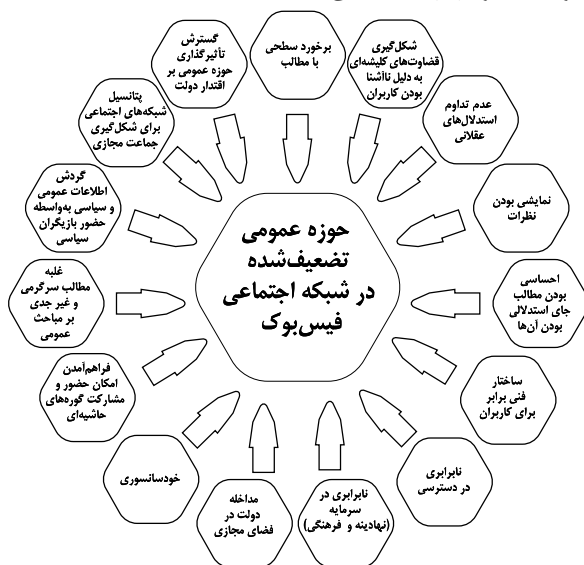 حوزه عمومی
تضعیف‌شده
در شبکه اجتماعی
فیس‌بوک
برخورد سطحی
با مطالب
شکل‌گیری
قضاوت‌های کلیشه‌ای
به دلیل ناآشنا
بودن کاربران
عدم تداوم
استدلال‌های
عقلانی
نمایشی بودن
نظرات
احساسی
بودن مطالب
جای استدلالی
بودن آن‌ها
ساختار
فنی برابر
برای کاربران
نابرابری
در دسترسی
نابرابری در
سرمایه
(نهادینه و فرهنگی)
مداخله
دولت در
فضای مجازی
خودسانسوری
فراهم‌آمدن
امکان حضور و
مشارکت گوره‌های
حاشیه‌ای
غلبه
مطالب سرگرمی
و غیر جدی
بر مباحث
عمومی
گردش
اطلاعات عمومی
و سیاسی به‌واسطه
حضور بازیگران
سیاسی
پتانسیل
شبکه‌های اجتماعی
برای شکل‌گیری
جماعت مجازی
گسترش
تأثیرگذاری
حوزه عمومی بر
اقتدار دولت